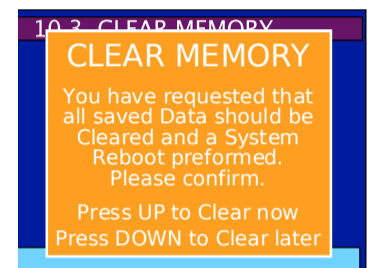 10.3 CLEAR MEMORY
CLEAR MEMORY
You have requested that
all saved Data should be
Cleared and a System
Reboot preformed.
Please confirm.
Press UP to Clear now
Press DOWN to Clear later